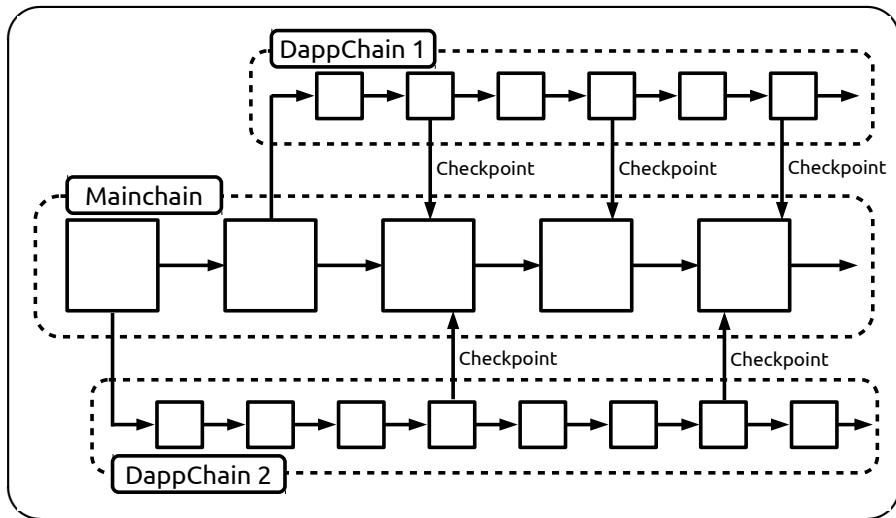 DappChain 1
Checkpoint
Checkpoint
Checkpoint
Mainchain
Checkpoint
Checkpoint
DappChain 2